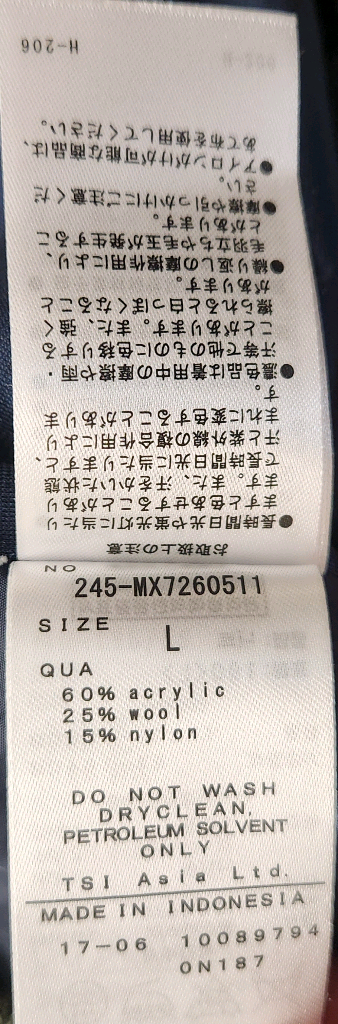 お取扱上の注意
●長時間日光や蛍光灯に当たり
ますと色あせすることがあり
ます。また、汗をかいた状態
で長時間日光に当たりますと、
汗と紫外線の複合作用により
まれに変色することがありま
す。
●濃色品は着用中の摩擦や雨・
汗等で他のものに色移りする
ことがあります。また、強く
擦られると白っぽくなること
があります。
●繰り返しの摩擦作用により、
毛羽立ちや毛玉が発生するこ
とがあります。
●摩擦や引っかけにご注意くだ
さい。
●アイロンがけが可能な商品は、
あて布を使用してください。
H-206
NO
245-MX7260511
SIZE L
QUA
60% acrylic
25% wool
15% nylon
DO NOT WASH
DRYCLEAN,
PETROLEUM SOLVENT
ONLY
TSI Asia Ltd.
MADE IN INDONESIA
17-06 10089794
0N187